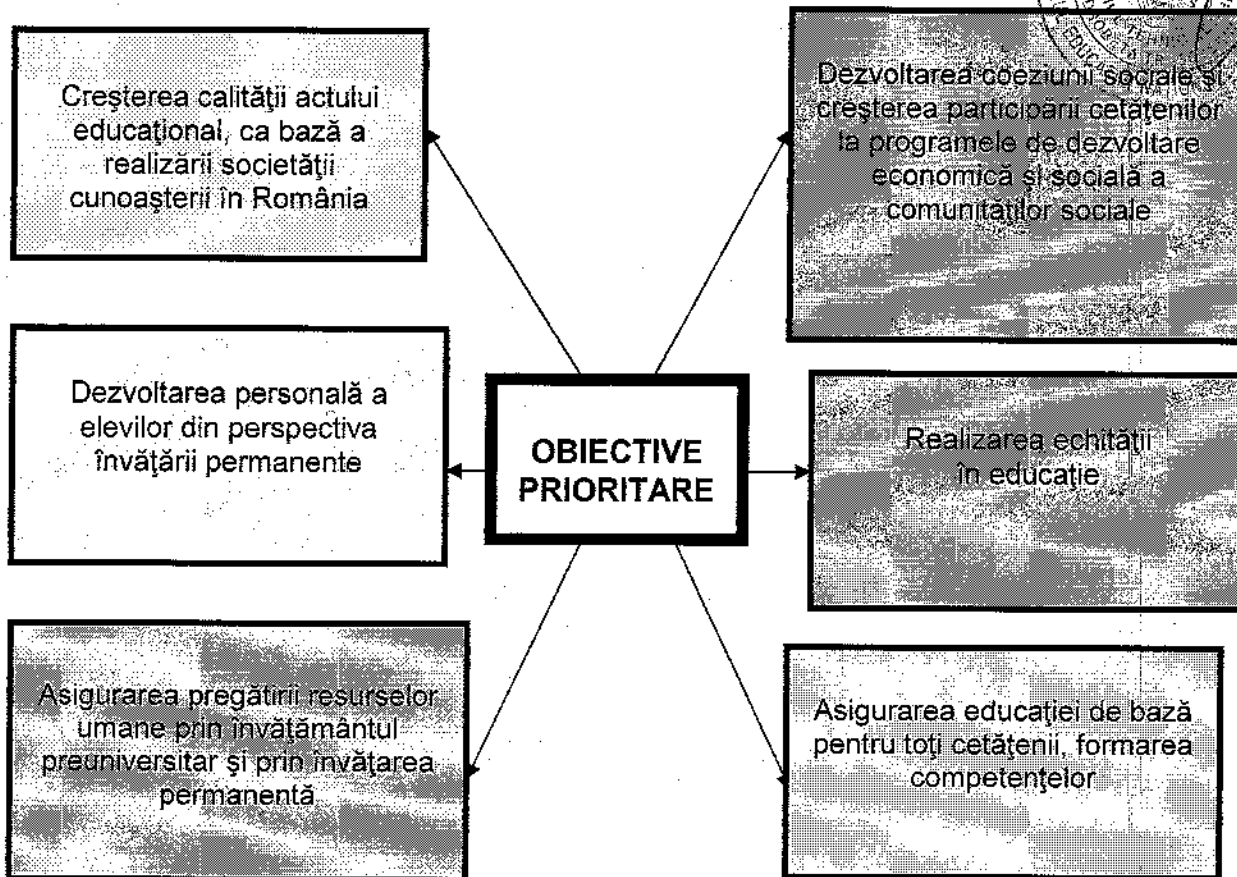 Creşterea calităţii actului
educaţional, ca bază a
realizării societăţii
cunoaşterii în România
Dezvoltarea coeziunii sociale şi
creşterea participării cetăţenilor
la programele de dezvoltare
economică şi socială a
comunităţilor sociale
Dezvoltarea personală a
elevilor din perspectiva
învăţării permanente
OBIECTIVE
PRIORITARE
Realizarea echităţii
în educaţie
Asigurarea pregătirii resurselor
umane prin învăţământul
preuniversitar şi prin învăţarea
permanentă
Asigurarea educaţiei de bază
pentru toţi cetăţenii, formarea
competenţelor